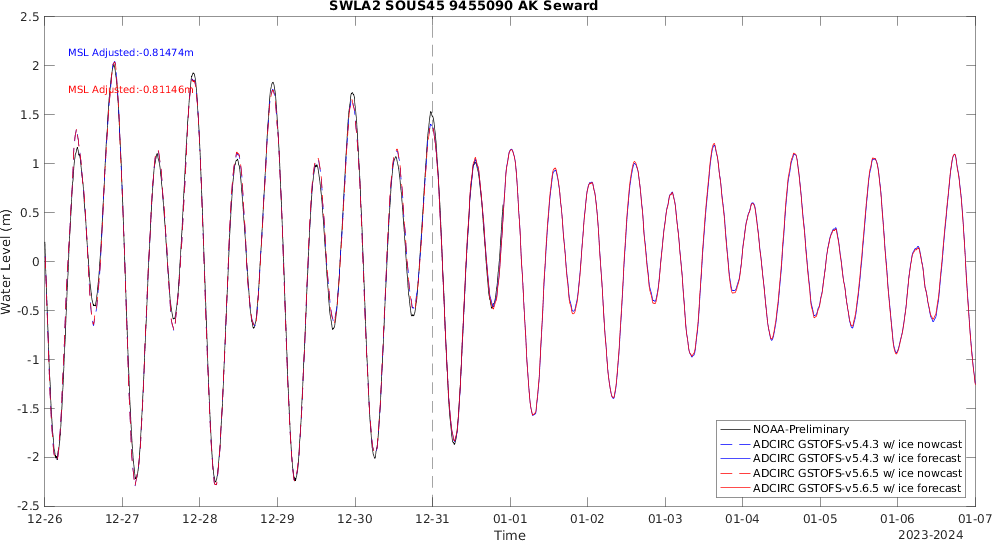 SWLA2 SOUS45 9455090 AK Seward
MSL Adjusted:-0.81474m
MSL Adjusted:-0.81146m
Water Level (m)
2.5
2
1.5
1
0.5
0
-0.5
-1
-1.5
-2
-2.5
NOAA-Preliminary
ADCIRC GSTOFS-v5.4.3 w/ ice nowcast
ADCIRC GSTOFS-v5.4.3 w/ ice forecast
ADCIRC GSTOFS-v5.6.5 w/ ice nowcast
ADCIRC GSTOFS-v5.6.5 w/ ice forecast
12-26 12-27 12-28 12-29 12-30 12-31 01-01 01-02 01-03 01-04 01-05 01-06 01-07
Time
2023-2024